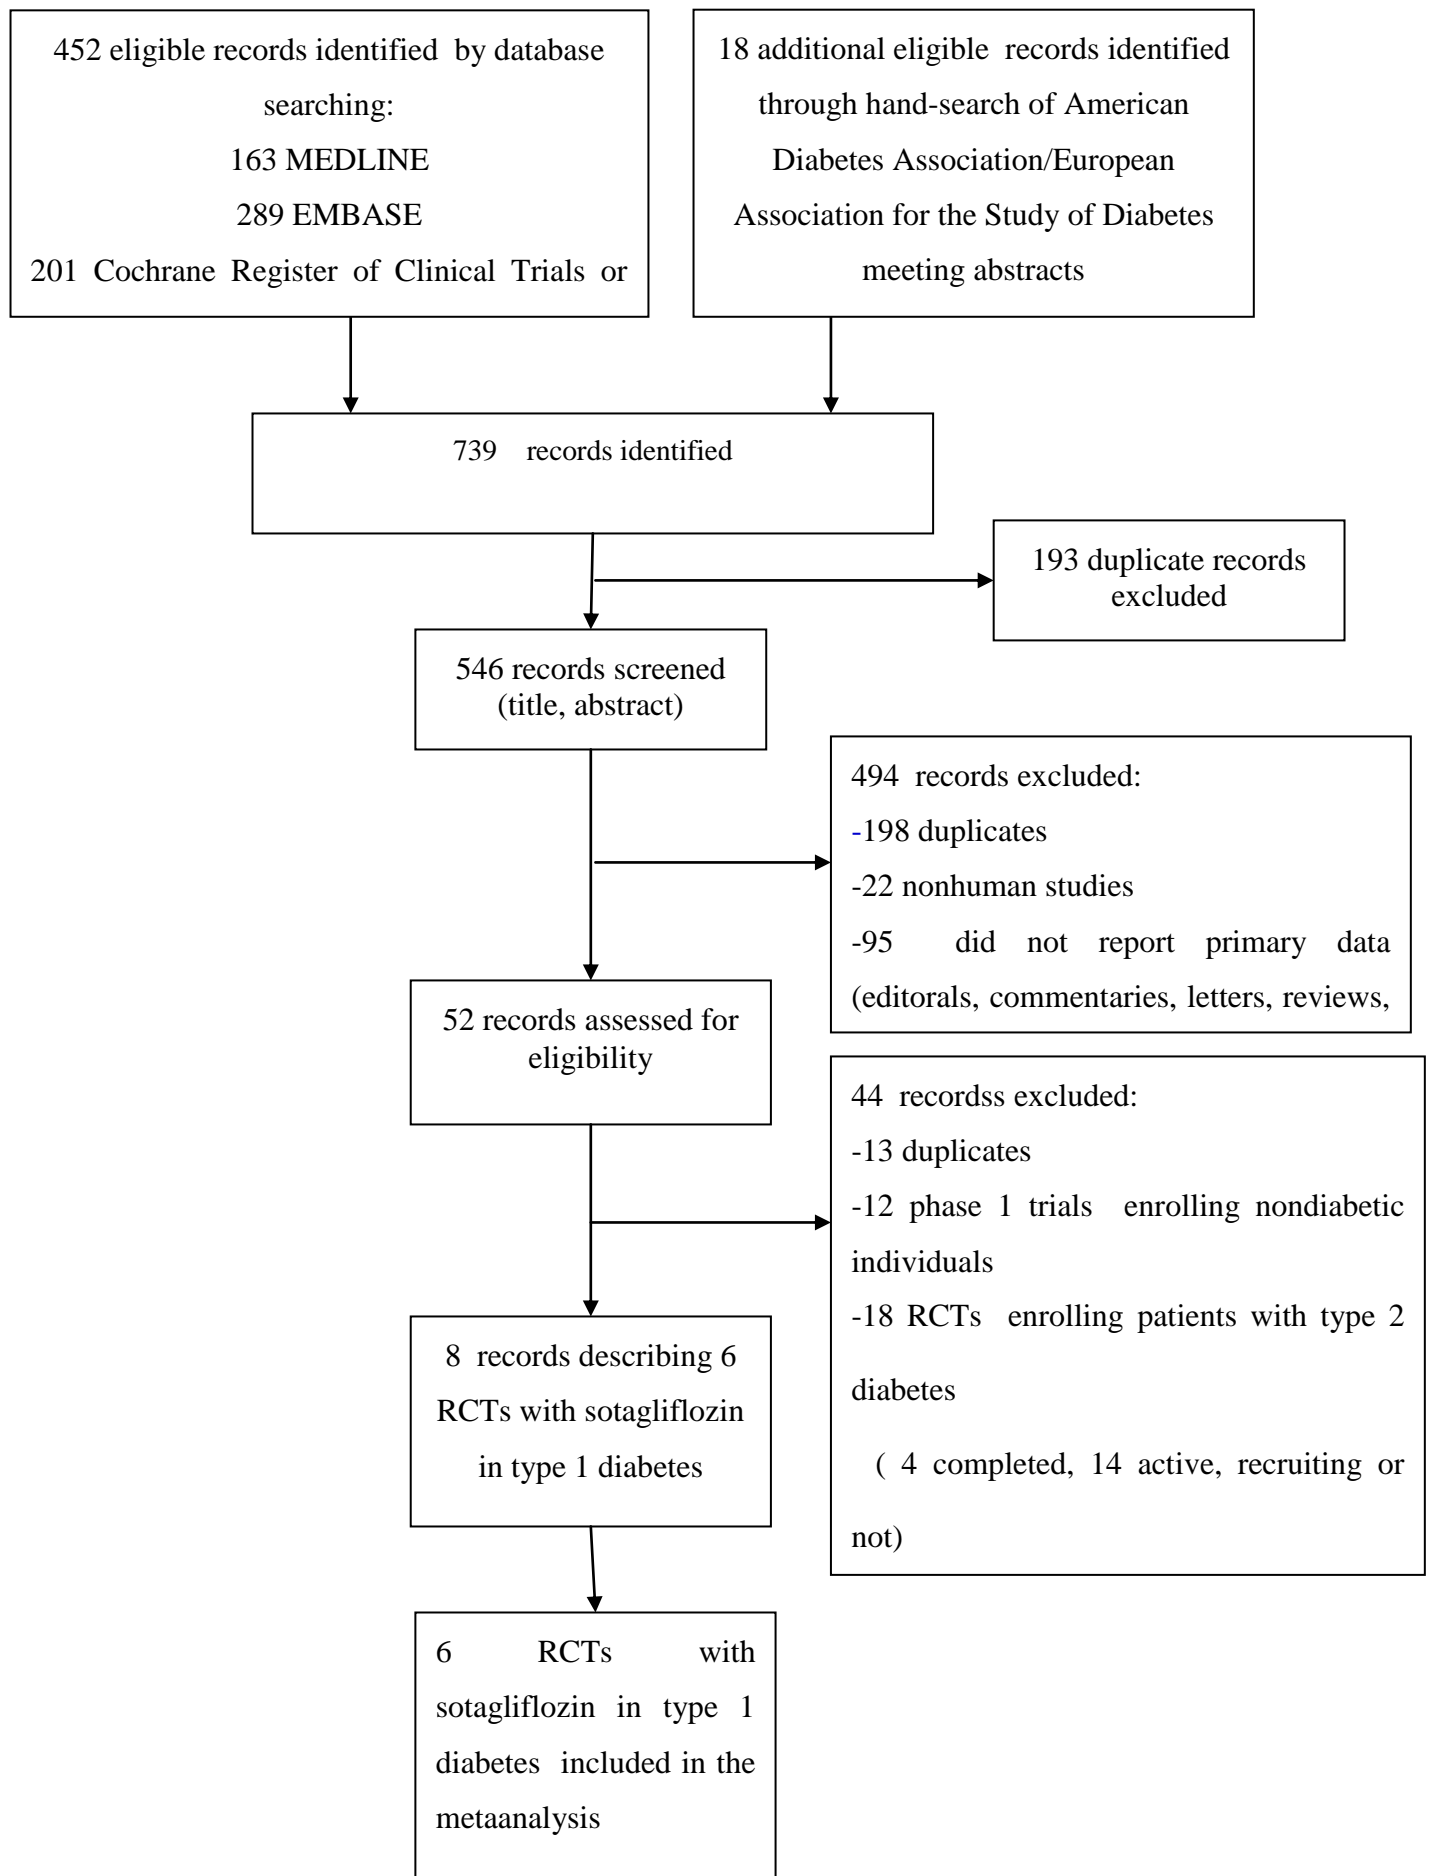 452 eligible records identified by database
searching:
163 MEDLINE
289 EMBASE
201 Cochrane Register of Clinical Trials or
18 additional eligible records identified
through hand-search of American
Diabetes Association/European
Association for the Study of Diabetes
meeting abstracts
739 records identified
193 duplicate records
excluded
546 records screened
(title, abstract)
494 records excluded:
-198 duplicates
-22 nonhuman studies
-95 did not report primary data
(editorals, commentaries, letters, reviews,
52 records assessed for
eligibility
44 recordss excluded:
-13 duplicates
-12 phase 1 trials enrolling nondiabetic
individuals
-18 RCTs enrolling patients with type 2
diabetes
( 4 completed, 14 active, recruiting or
not)
8 records describing 6
RCTs with sotagliflozin
in type 1 diabetes
6 RCTs with
sotagliflozin in type 1
diabetes included in the
metaanalysis